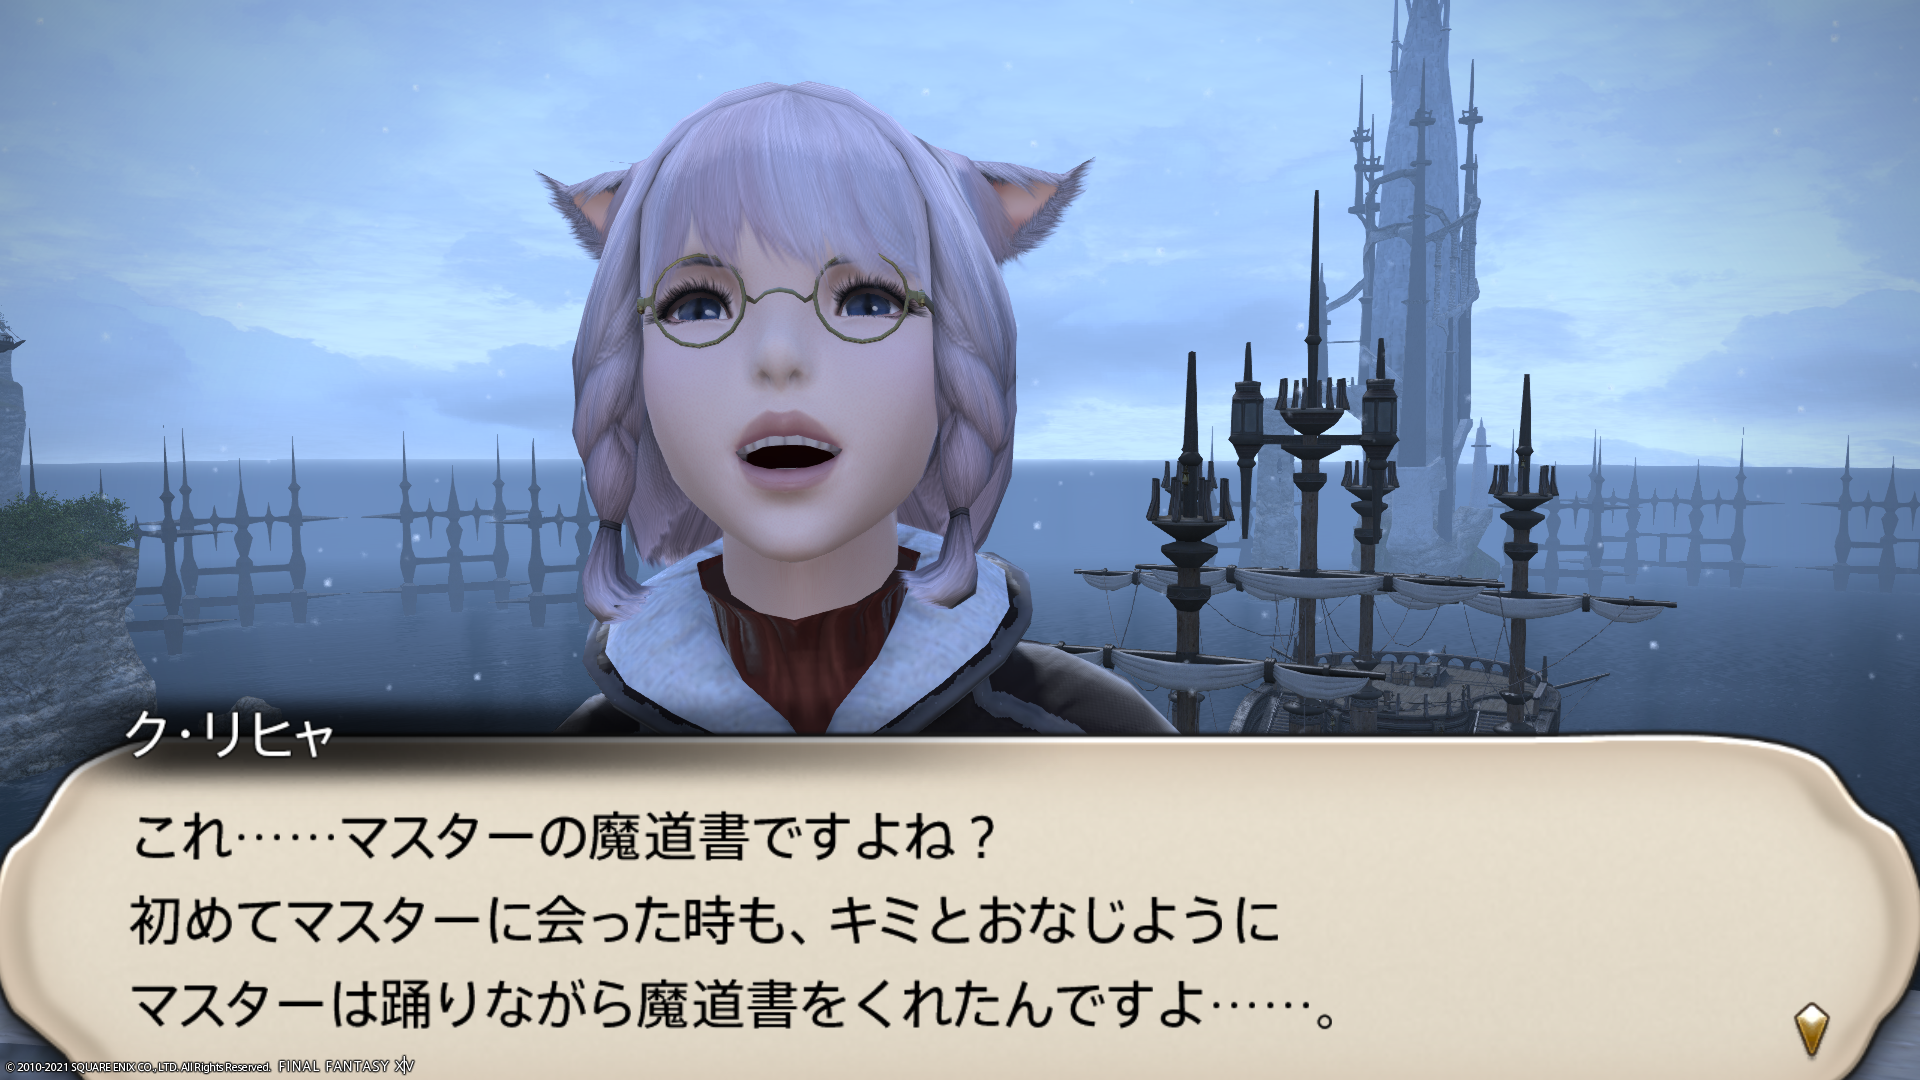 ク・リヒャ
これ……マスターの魔道書ですよね？
初めてマスターに会った時も、キミとおなじように
マスターは踊りながら魔道書をくれたんですよ……。
© 2010-2021 SQUARE ENIX CO., LTD. All Rights Reserved. FINAL FANTASY XIV